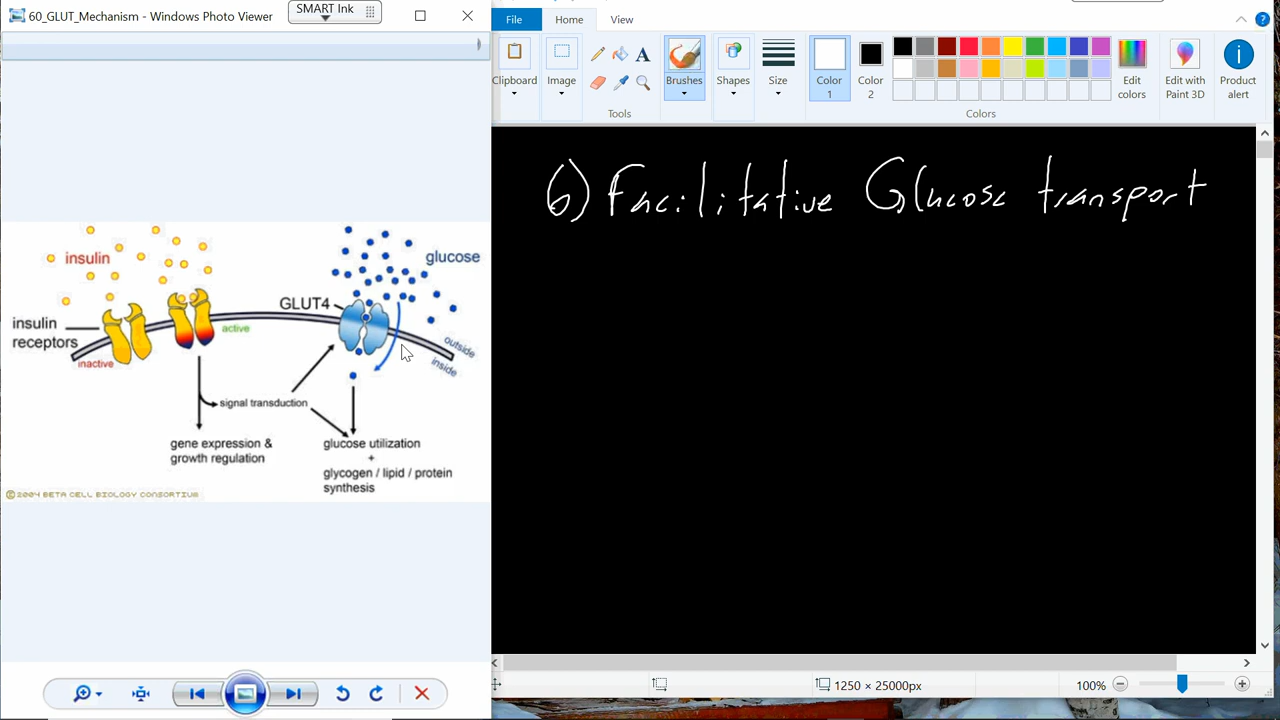 60_GLUT_Mechanism - Windows Photo Viewer
SMART Ink
File
Home
View
Clipboard
Image
Tools
Brushes
Shapes
Size
Color 1
Color 2
Edit colors
Edit with Paint 3D
Product alert
Colors
6) Facilitative Glucose transport
insulin
glucose
GLUT4
insulin
receptors
active
inactive
outside
inside
signal transduction
gene expression &
growth regulation
glucose utilization
+
glycogen / lipid / protein
synthesis
©2004 BETA CELL BIOLOGY CONSORTIUM
1250 × 25000px
100%